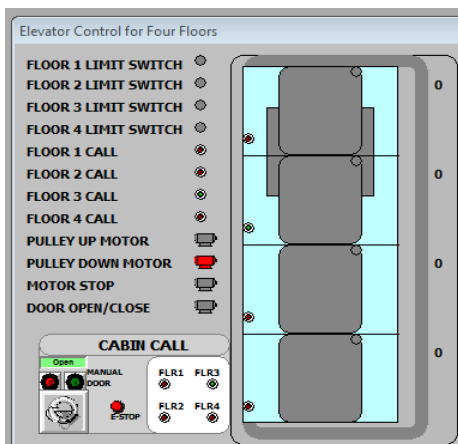 Elevator Control for Four Floors
FLOOR 1 LIMIT SWITCH
FLOOR 2 LIMIT SWITCH
FLOOR 3 LIMIT SWITCH
FLOOR 4 LIMIT SWITCH
FLOOR 1 CALL
FLOOR 2 CALL
FLOOR 3 CALL
FLOOR 4 CALL
PULLEY UP MOTOR
PULLEY DOWN MOTOR
MOTOR STOP
DOOR OPEN/CLOSE
0
0
0
0
CABIN CALL
Open
MANUAL
DOOR
E-STOP
FLR1 FLR3
FLR2 FLR4